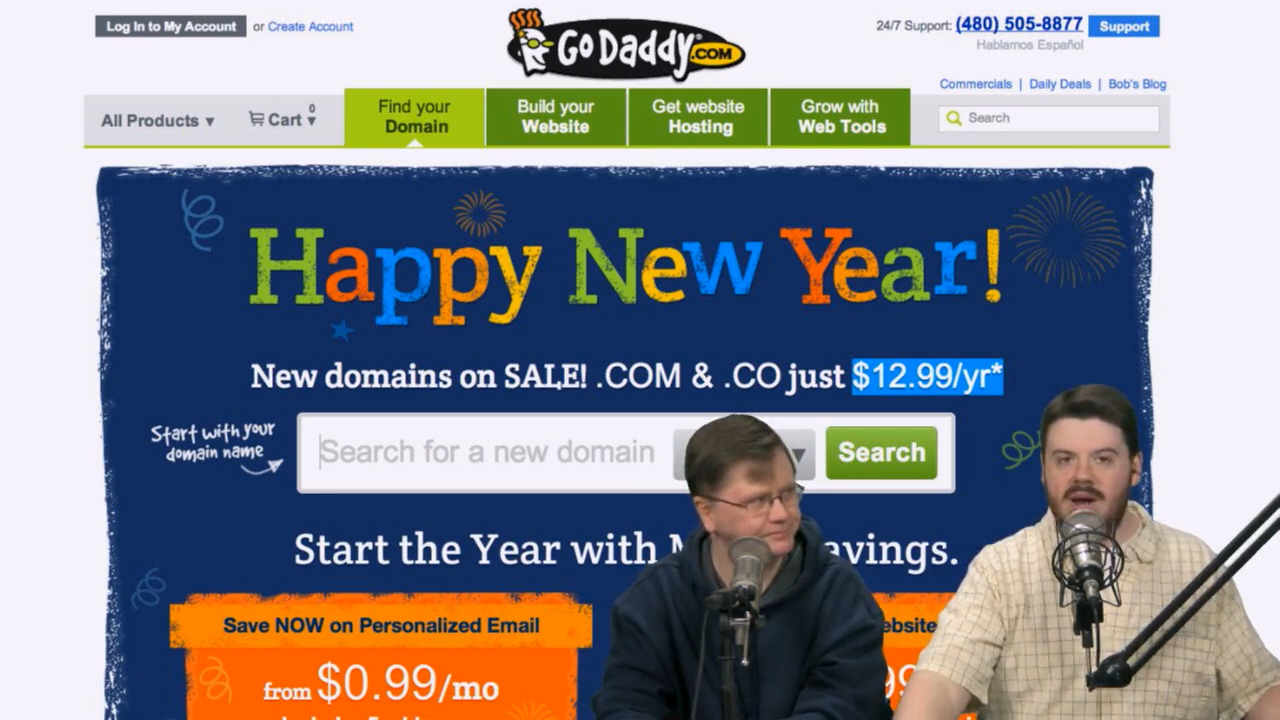 Log In to My Account or Create Account
GO DADDY .COM
24/7 Support: (480) 505-8877 Support
Hablamos Español
Commercials | Daily Deals | Bob's Blog
All Products ▾
Cart 0 ▾
Find your
Domain
Build your
Website
Get website
Hosting
Grow with
Web Tools
Search
Happy New Year!
New domains on SALE! .COM & .CO just $12.99/yr*
Start with your
domain name
Search for a new domain
Search
Start the Year with avings.
Save NOW on Personalized Email
from $0.99/mo